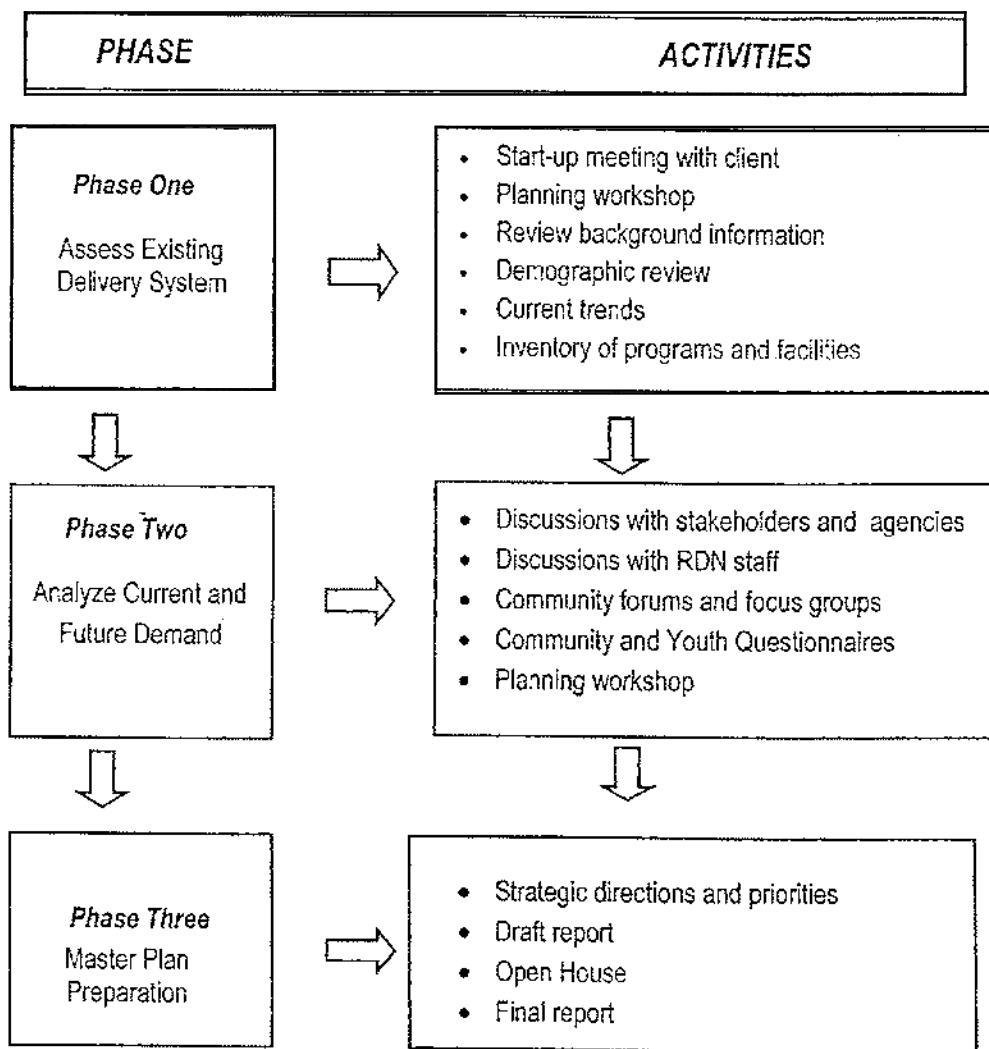 PHASE ACTIVITIES
Phase One
Assess Existing
Delivery System
• Start-up meeting with client
• Planning workshop
• Review background information
• Demographic review
• Current trends
• Inventory of programs and facilities
Phase Two
Analyze Current and
Future Demand
• Discussions with stakeholders and agencies
• Discussions with RDN staff
• Community forums and focus groups
• Community and Youth Questionnaires
• Planning workshop
Phase Three
Master Plan
Preparation
• Strategic directions and priorities
• Draft report
• Open House
• Final report